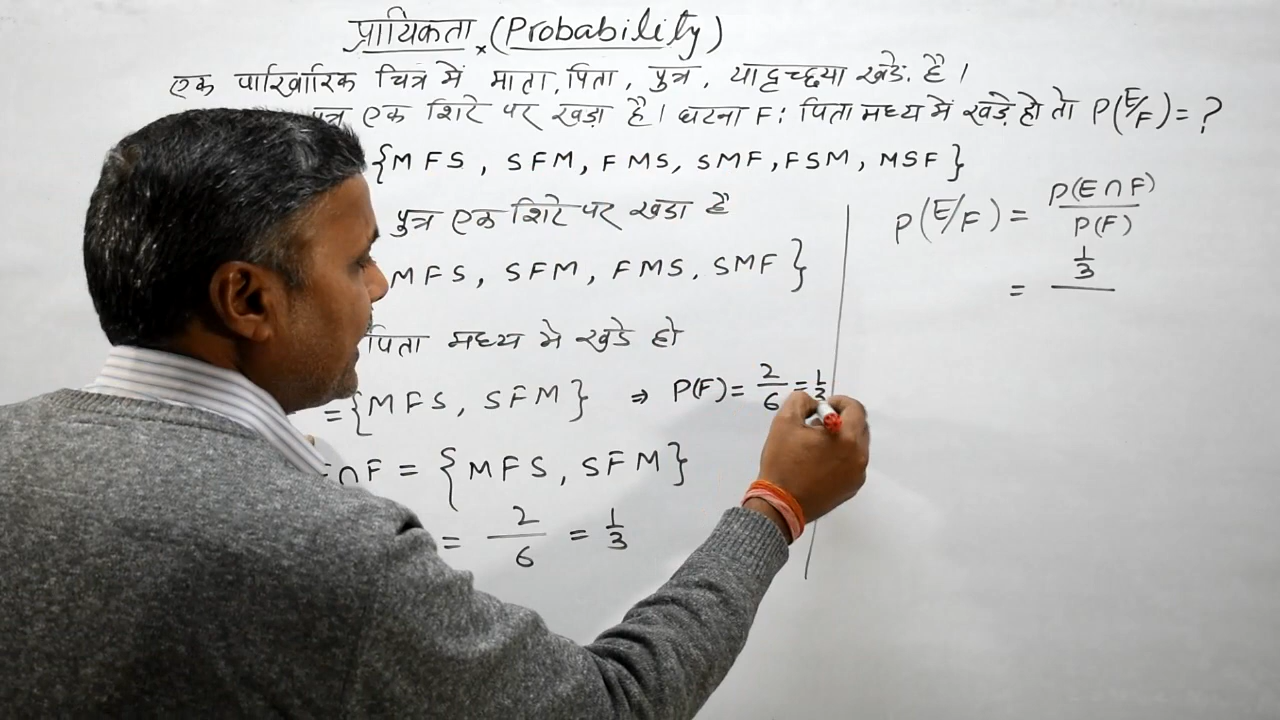 प्रायिकता (Probability)
एक पारिवारिक चित्र में माता, पिता, पुत्र, यादृच्छया खड़े है।
एक शिरे पर खड़ा है। घटना F: पिता मध्य में खड़े हो तो P(E/F) = ?
{MFS, SFM, FMS, SMF, FSM, MSF}
पुत्र एक शिरे पर खडा है
MFS, SFM, FMS, SMF}
पिता मध्य मे खडे हो
={MFS, SFM} ⇒ P(F) = 2/6 = 1/3
∩F = {MFS, SFM}
= 2/6 = 1/3
P(E/F) = P(E∩F)/P(F)
= 1/3